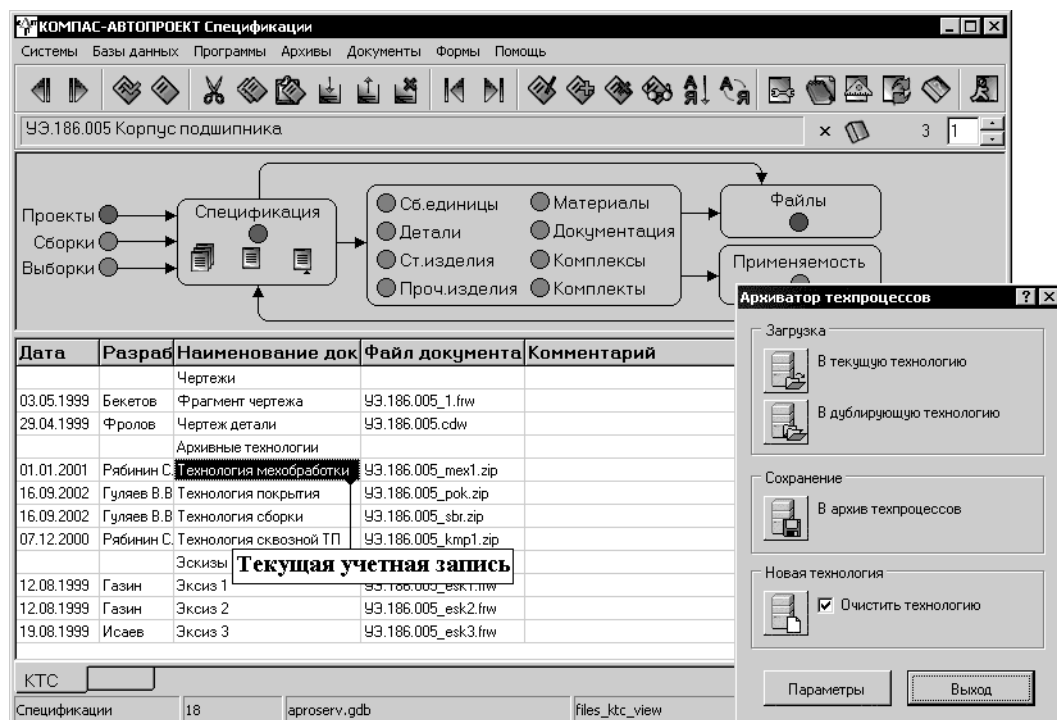 КОМПАС-АВТОПРОЕКТ Спецификации
Системы Базы данных Программы Архивы Документы Формы Помощь
УЭ.186.005 Корпус подшипника 3 1
Проекты
Сборки
Выборки
Спецификация
Сб.единицы
Детали
Ст.изделия
Проч.изделия
Материалы
Документация
Комплексы
Комплекты
Файлы
Применяемость
Дата Разраб Наименование док Файл документа Комментарий
Чертежи
03.05.1999 Бекетов Фрагмент чертежа УЭ.186.005_1.frw
29.04.1999 Фролов Чертеж детали УЭ.186.005.cdw
Архивные технологии
01.01.2001 Рябинин С. Технология мехобработки УЭ.186.005_mex1.zip
16.09.2002 Гуляев В.В Технология покрытия УЭ.186.005_pok.zip
16.09.2002 Гуляев В.В Технология сборки УЭ.186.005_sbr.zip
07.12.2000 Рябинин С. Технология сквозной ТП УЭ.186.005_kmp1.zip
Эскизы
Текущая учетная запись
12.08.1999 Газин Эксиз 1 УЭ.186.005_esk1.frw
12.08.1999 Газин Эксиз 2 УЭ.186.005_esk2.frw
19.08.1999 Исаев Эксиз 3 УЭ.186.005_esk3.frw
КТС
Спецификации 18 aproserv.gdb files_ktc_view
Архиватор техпроцессов
Загрузка
В текущую технологию
В дублирующую технологию
Сохранение
В архив техпроцессов
Новая технология
Очистить технологию
Параметры Выход